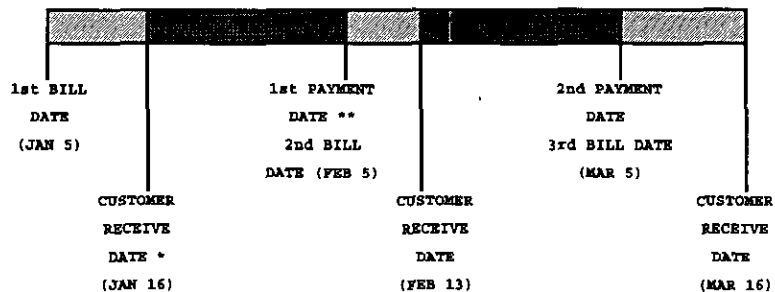 1st BILL
DATE
(JAN 5)
1st PAYMENT
DATE **
2nd BILL
DATE (FEB 5)
2nd PAYMENT
DATE
3rd BILL DATE
(MAR 5)
CUSTOMER
RECEIVE
DATE *
(JAN 16)
CUSTOMER
RECEIVE
DATE
(FEB 13)
CUSTOMER
RECEIVE
DATE
(MAR 16)